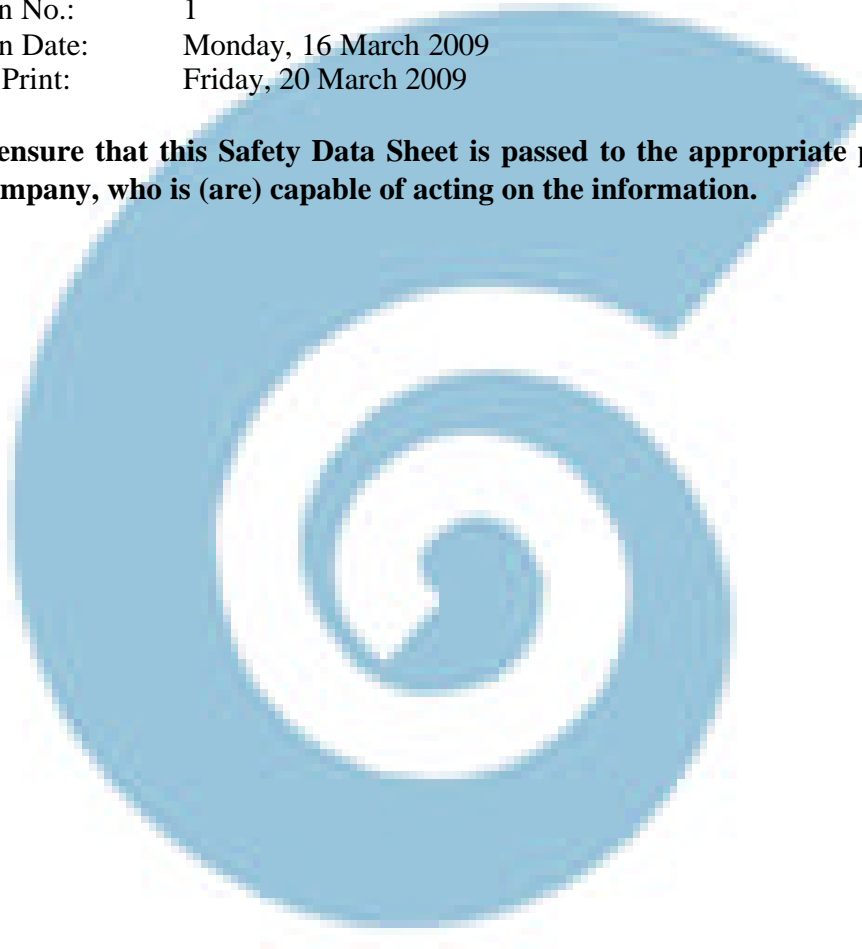 n No.: 1
n Date: Monday, 16 March 2009
Print: Friday, 20 March 2009
ensure that this Safety Data Sheet is passed to the appropriate p
mpany, who is (are) capable of acting on the information.